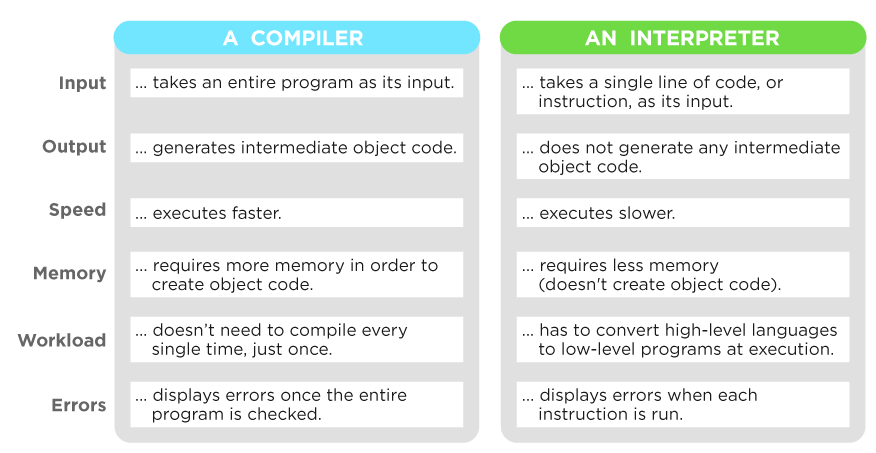 A COMPILER
AN INTERPRETER
Input
... takes an entire program as its input.
... takes a single line of code, or
instruction, as its input.
Output
... generates intermediate object code.
... does not generate any intermediate
object code.
Speed
... executes faster.
... executes slower.
Memory
... requires more memory in order to
create object code.
... requires less memory
(doesn't create object code).
Workload
... doesn’t need to compile every
single time, just once.
... has to convert high-level languages
to low-level programs at execution.
Errors
... displays errors once the entire
program is checked.
... displays errors when each
instruction is run.